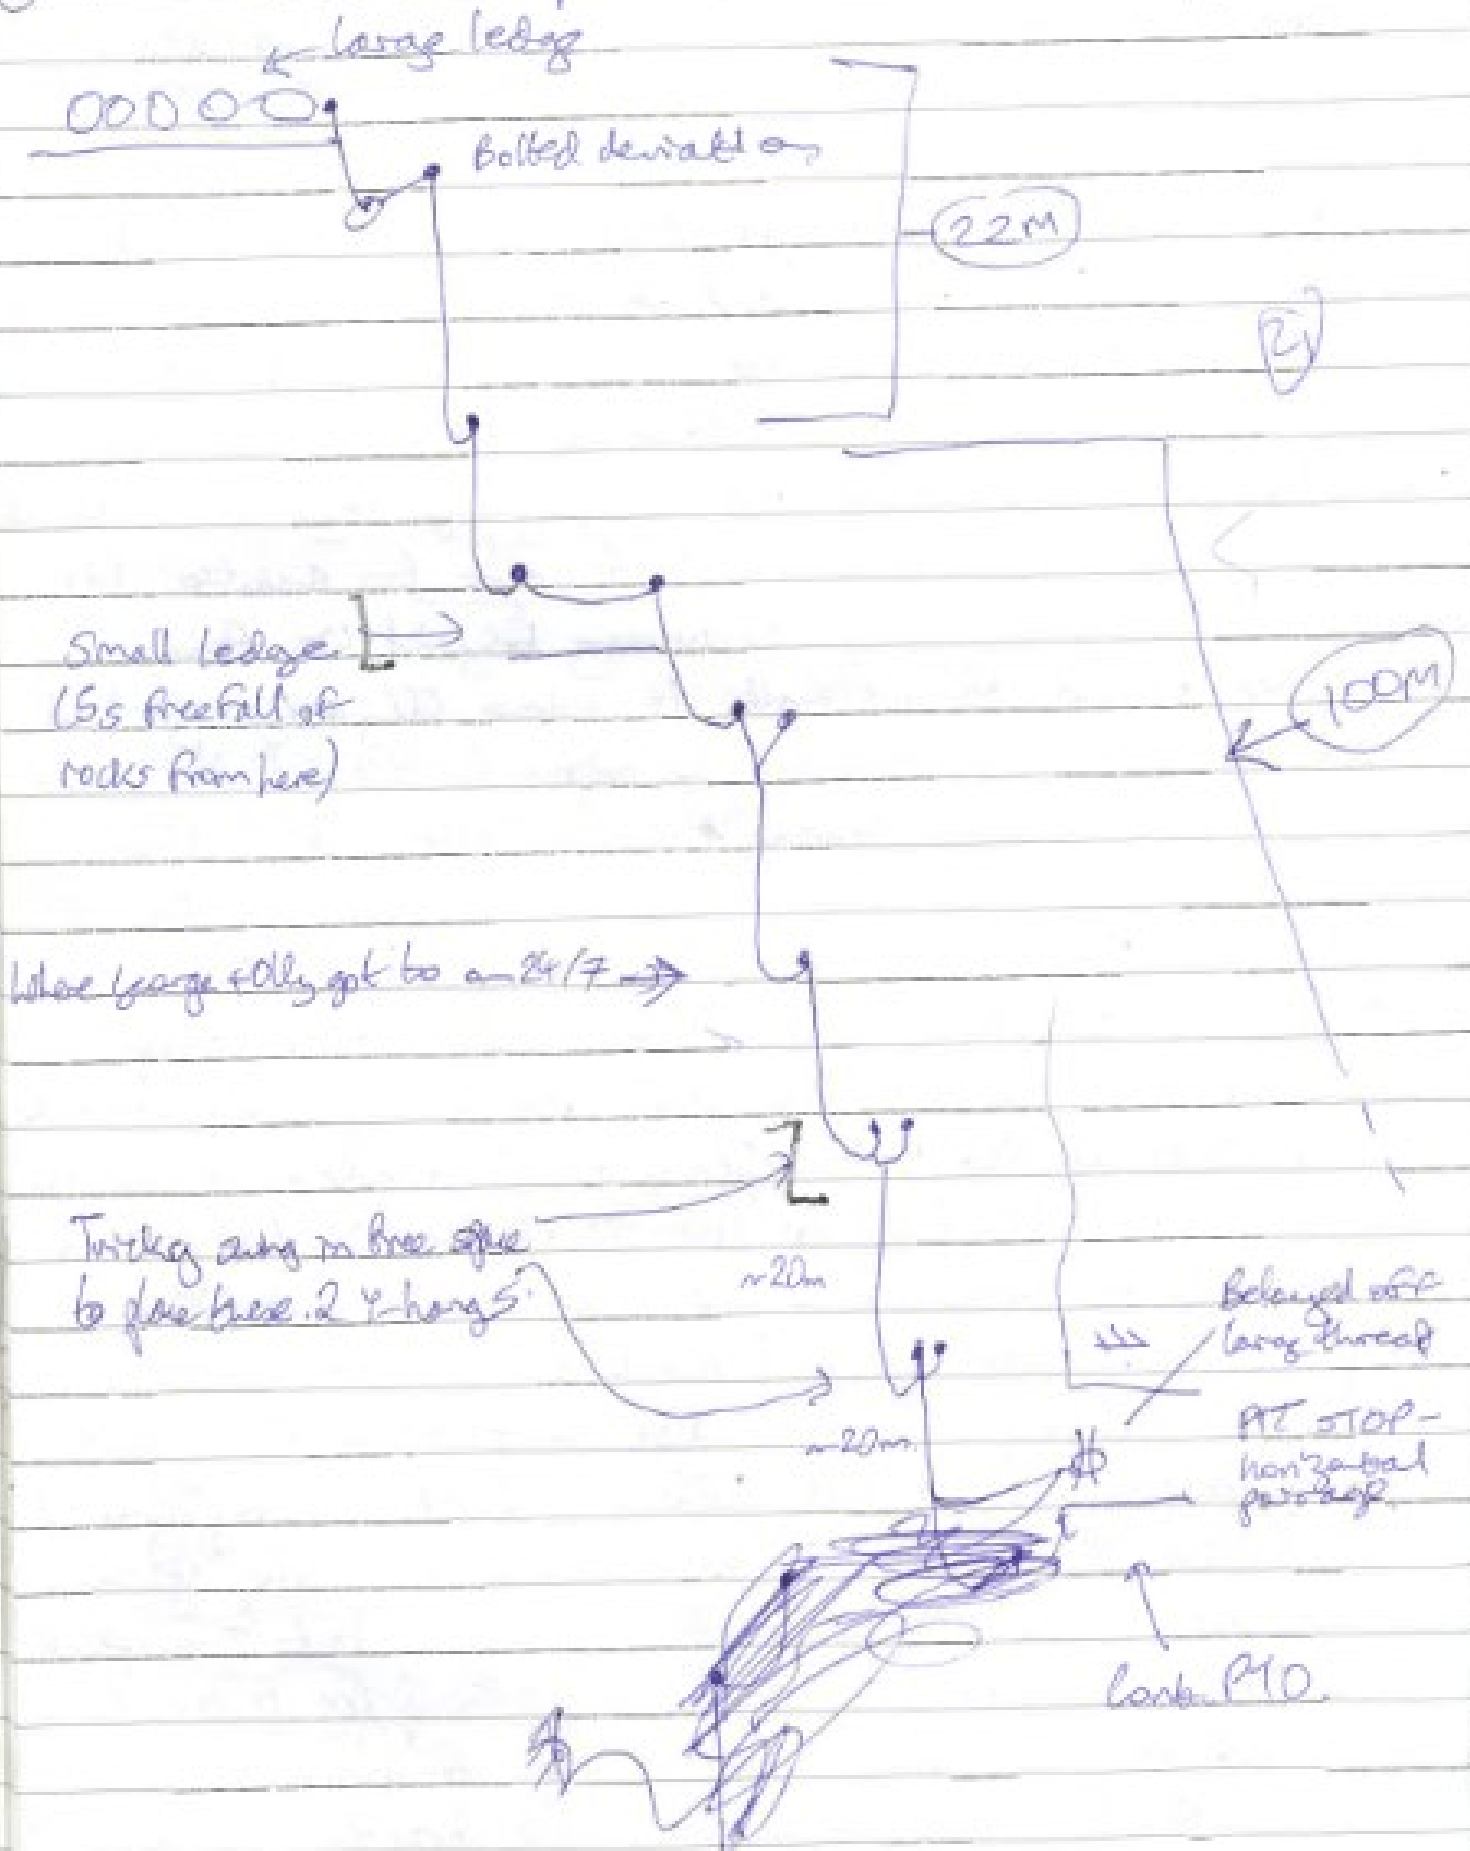 large ledge
Bolted deviation
22m
2
Small ledge
(5s freefall of
rocks from here)
100m
Where George + Olly got to on 24/7
Tricky swing in free space
to place these 2 Y-hangs.
~20m
Belayed off
large thread
~20m
PIT STOP -
horizontal
passage
Cont. PTO